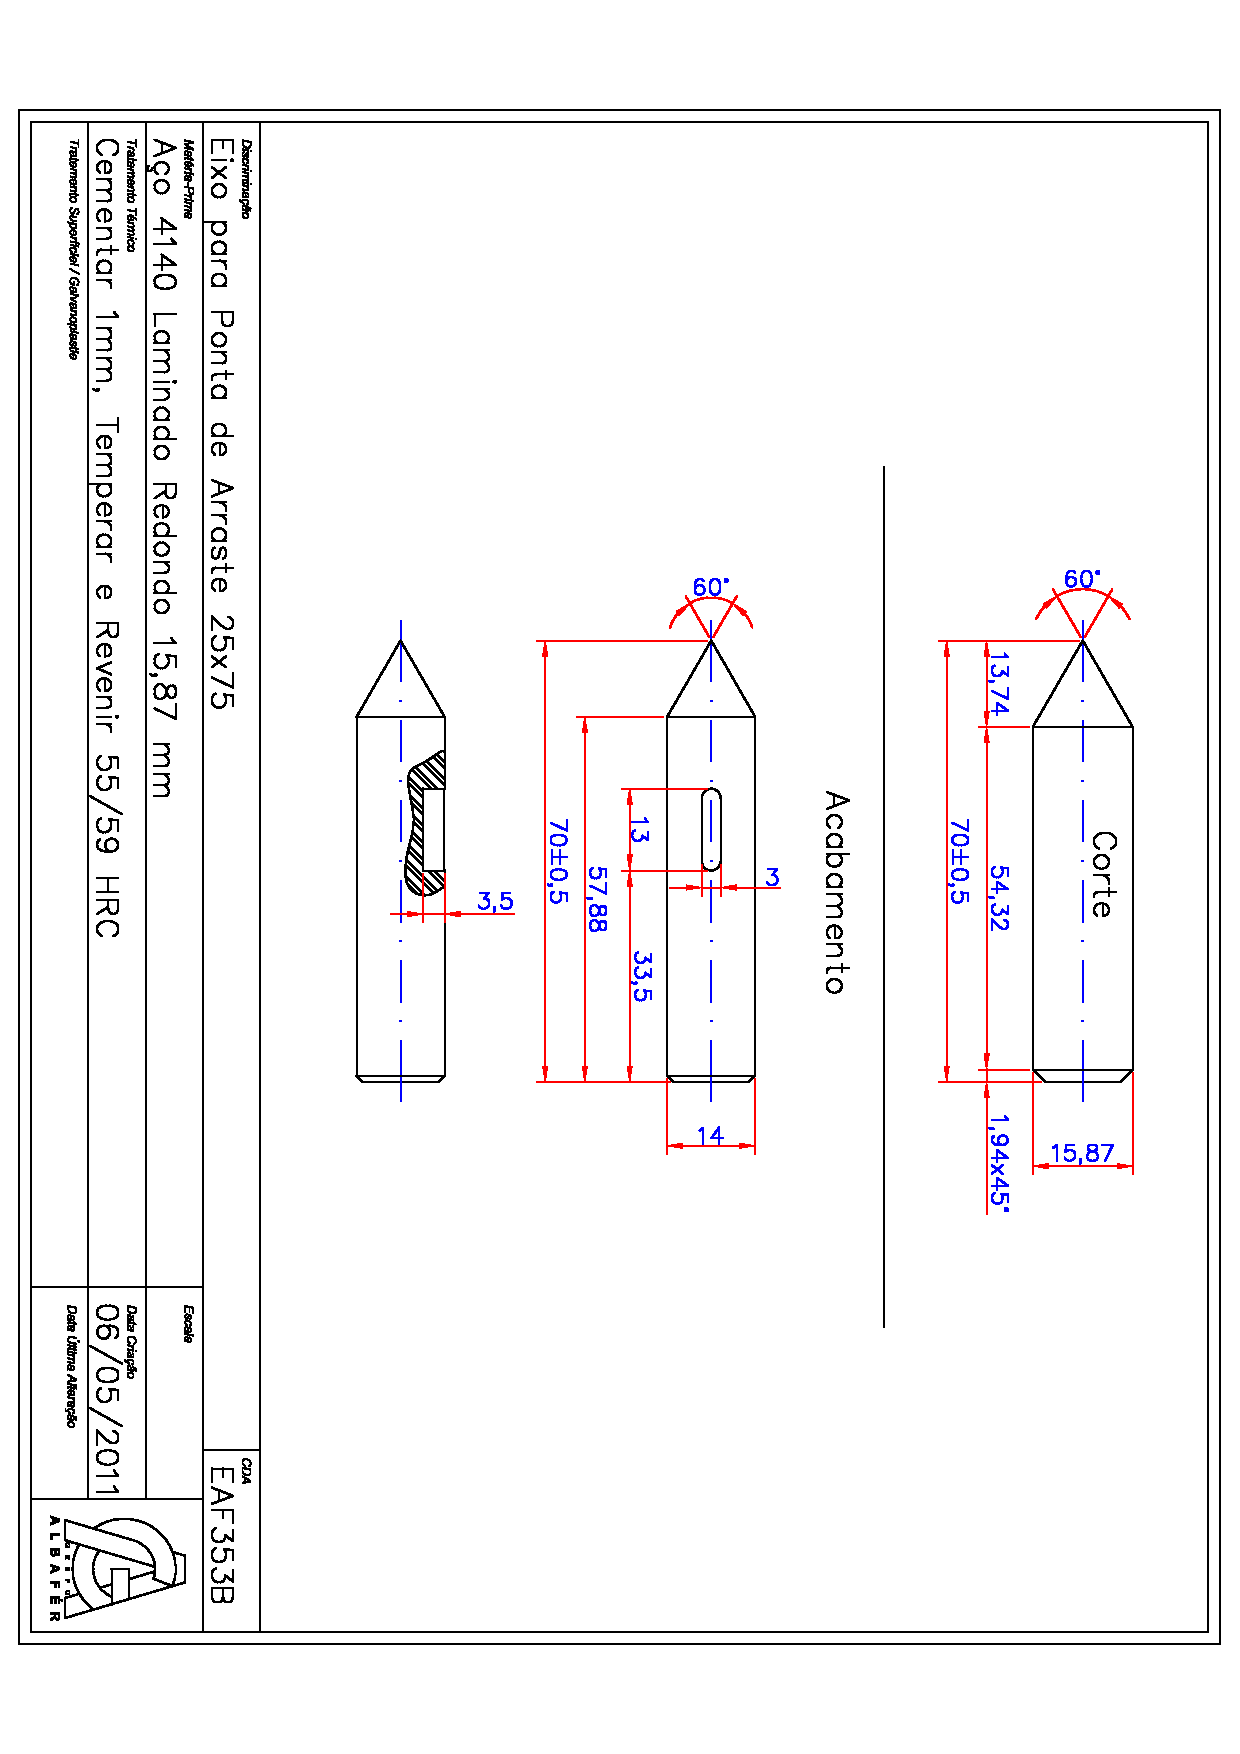 Corte
60°
13,74
54,32
1,94x45°
70±0,5
15,87
Acabamento
60°
3
13
33,5
57,88
70±0,5
14
3,5
Discriminação
Eixo para Ponta de Arraste 25x75
CDA
EAF353B
Matéria-Prima
Aço 4140 Laminado Redondo 15,87 mm
Escala
Tratamento Térmico
Cementar 1mm, Temperar e Revenir 55/59 HRC
Data Criação
06/05/2011
Tratamento Superficial / Galvanoplastia
Data Última Alteração
ALBAFÉR